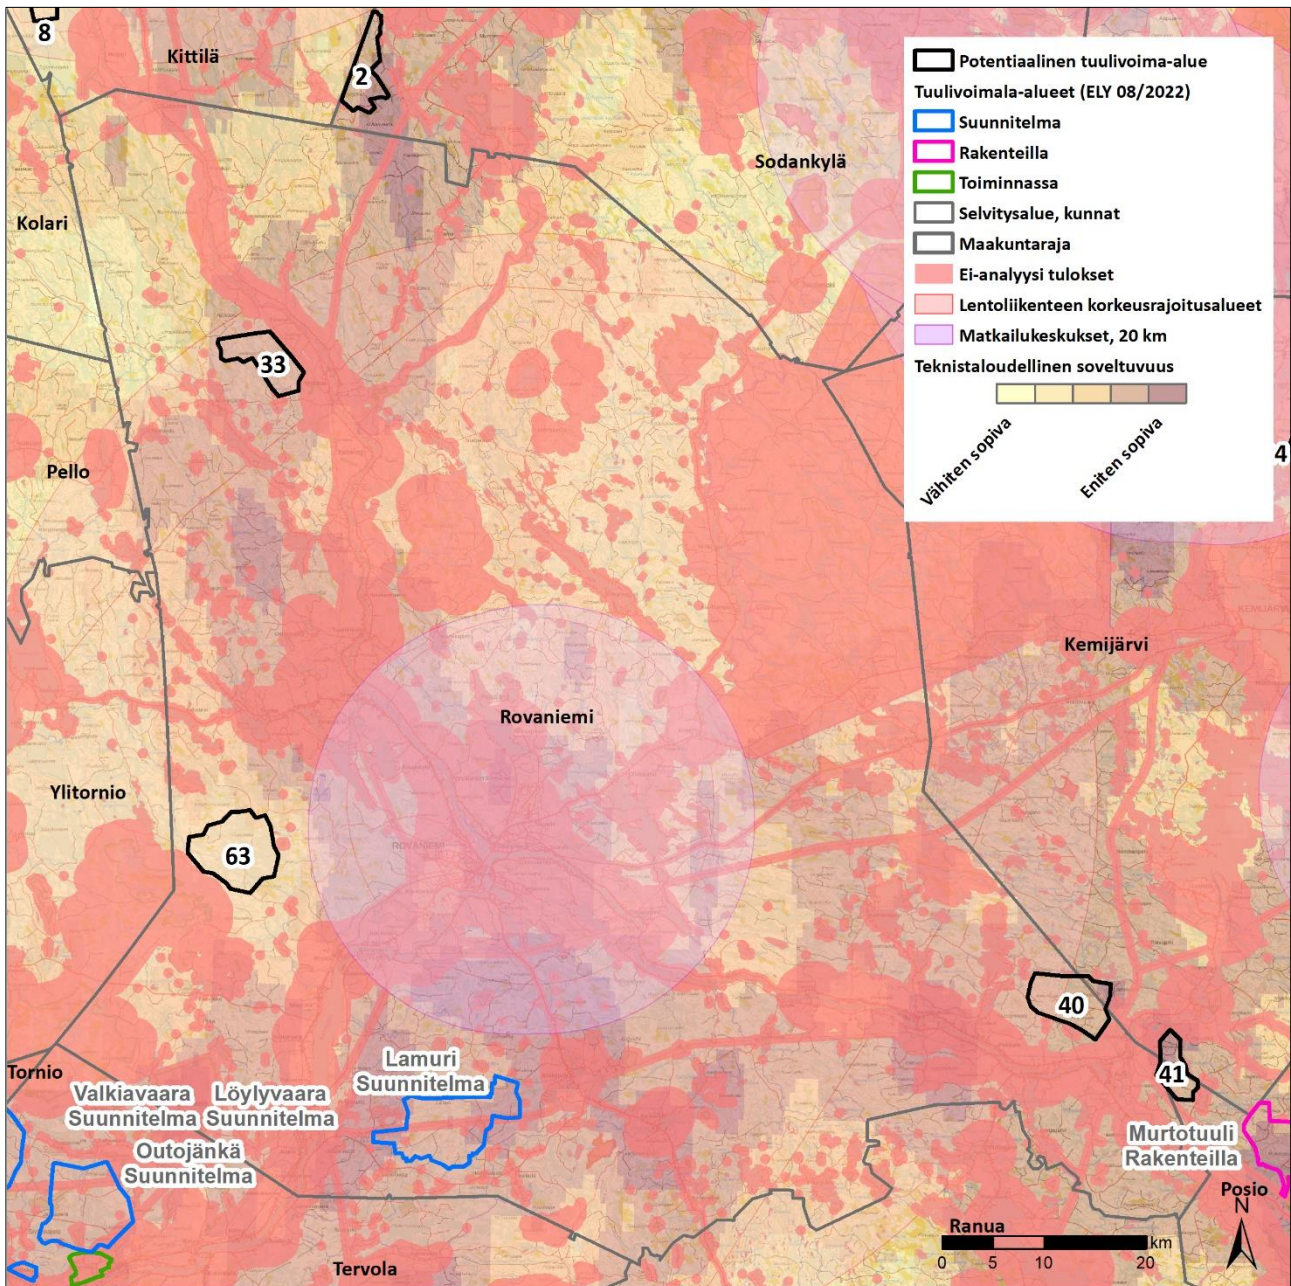 8
Kittilä
2
Sodankylä
Kolari
33
Pello
4
Kemijärvi
Rovaniemi
ROVANIEMI
Ylitornio
63
40
41
Lamuri
Suunnitelma
Tornio
Valkiavaara
Suunnitelma
Löylyvaara
Suunnitelma
Outojänkä
Suunnitelma
Murtotuuli
Rakenteilla
Posio
Ranua
Tervola
Potentiaalinen tuulivoima-alue
Tuulivoimala-alueet (ELY 08/2022)
Suunnitelma
Rakenteilla
Toiminnassa
Selvitysalue, kunnat
Maakuntaraja
Ei-analyysi tulokset
Lentoliikenteen korkeusrajoitusalueet
Matkailukeskukset, 20 km
Teknistaloudellinen soveltuvuus
Vähiten sopiva
Eniten sopiva
N
km
0 5 10 20